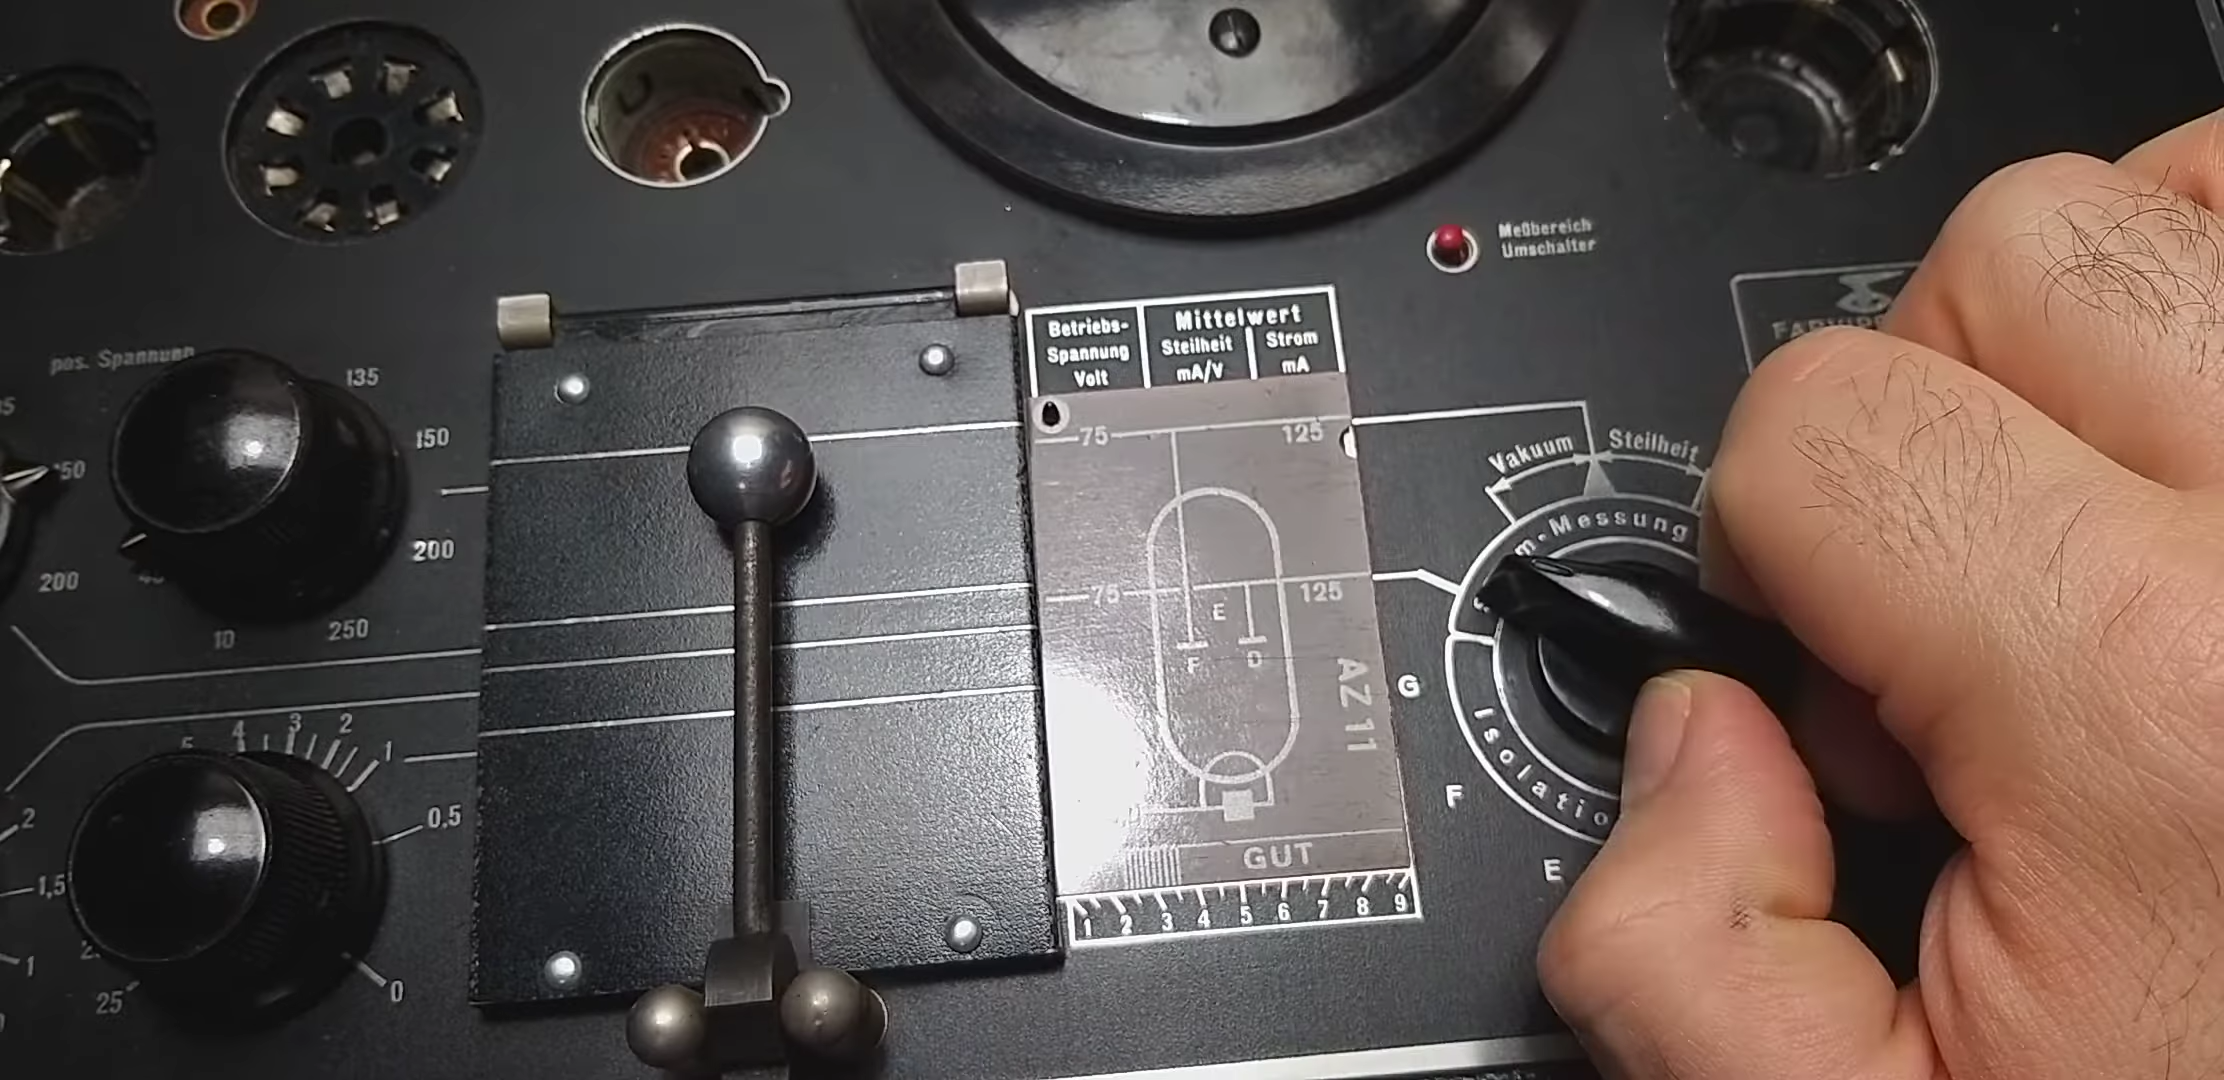 Meßbereich
Umschalter
Betriebs-
Spannung
Volt
Mittelwert
Steilheit
mA/V
Strom
mA
pos. Spannung
135
150
200
250
10
50
200
75 125
75 125
E
F D
AZ 11
GUT
1 2 3 4 5 6 7 8 9
Vakuum
Steilheit
m-Messung
G
F
E
5 4 3 2 1
0,5
0
2
1,5
1
25